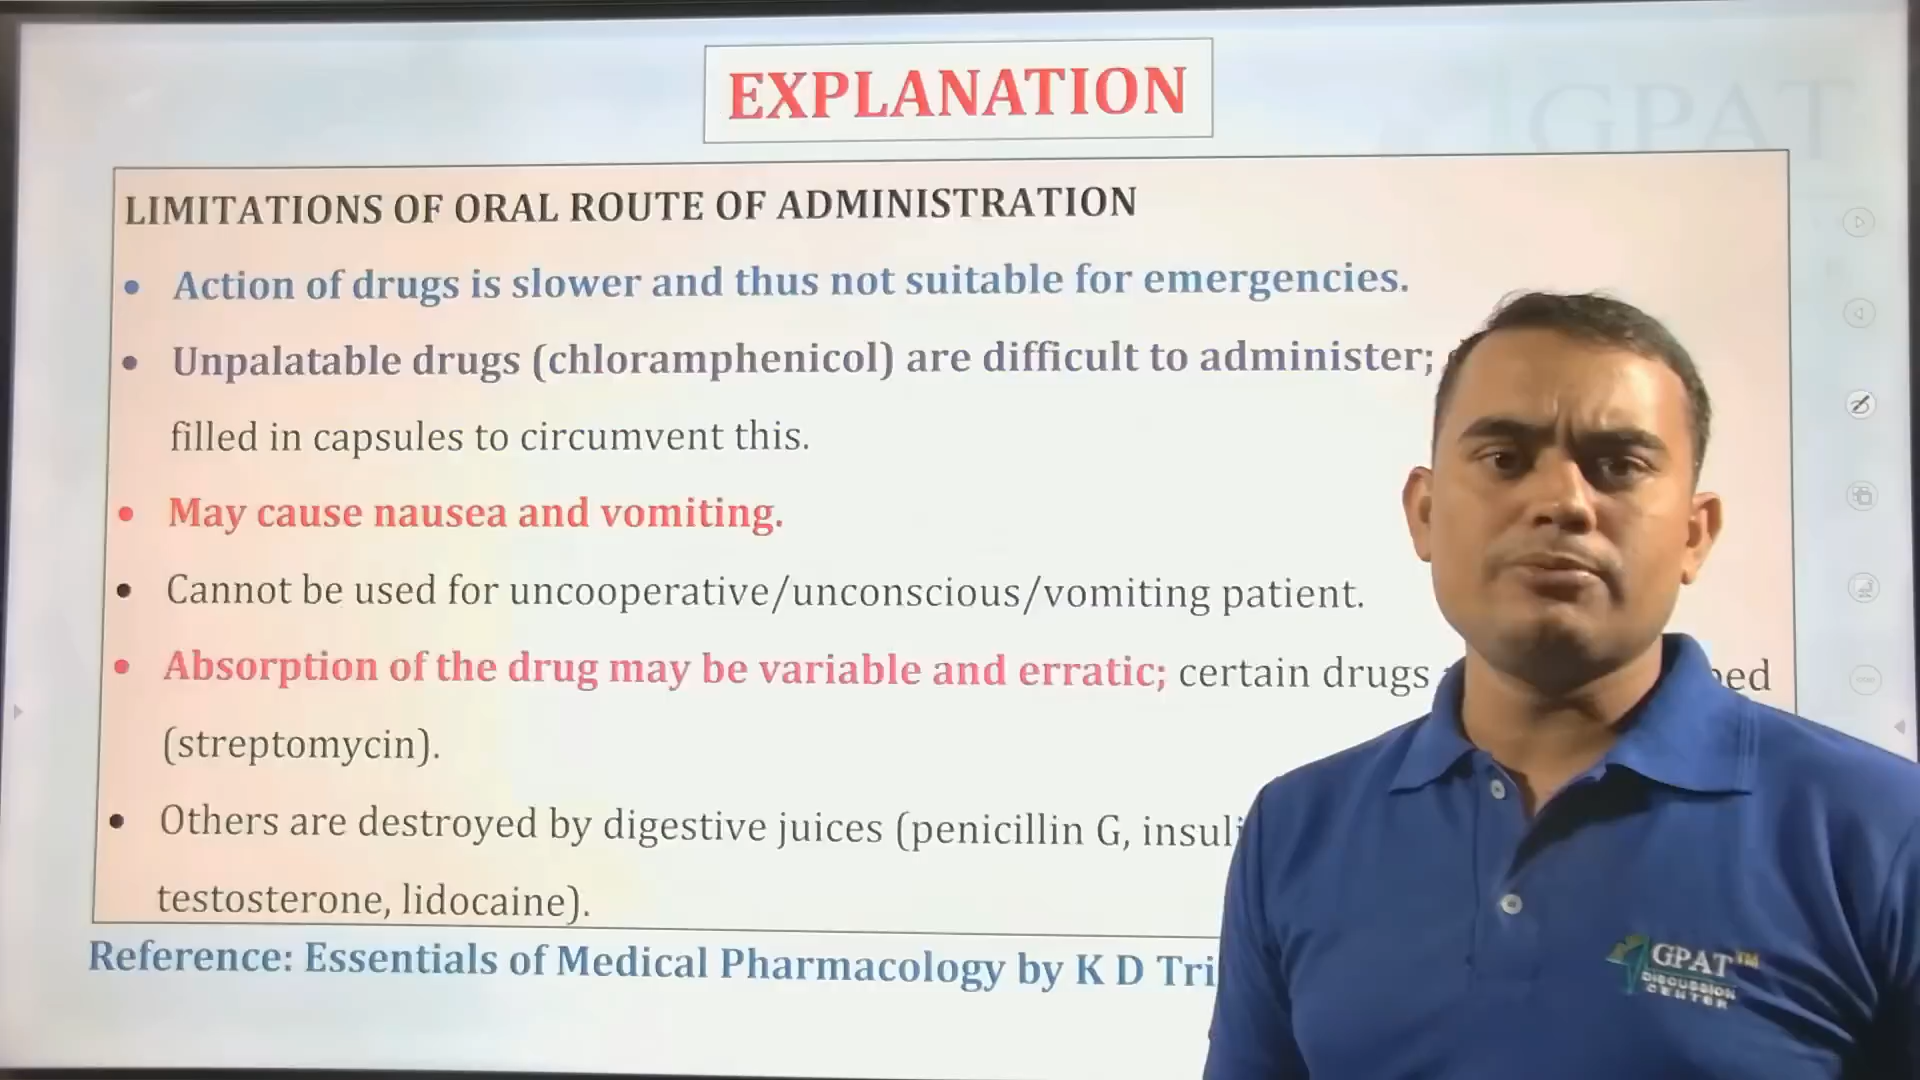 EXPLANATION
GPAT
LIMITATIONS OF ORAL ROUTE OF ADMINISTRATION
• Action of drugs is slower and thus not suitable for emergencies.
• Unpalatable drugs (chloramphenicol) are difficult to administer;
filled in capsules to circumvent this.
• May cause nausea and vomiting.
• Cannot be used for uncooperative/unconscious/vomiting patient.
• Absorption of the drug may be variable and erratic; certain drugs
(streptomycin).
• Others are destroyed by digestive juices (penicillin G,
testosterone, lidocaine).
Reference: Essentials of Medical Pharmacology by K D
GPAT™
DISCUSSION
CENTER